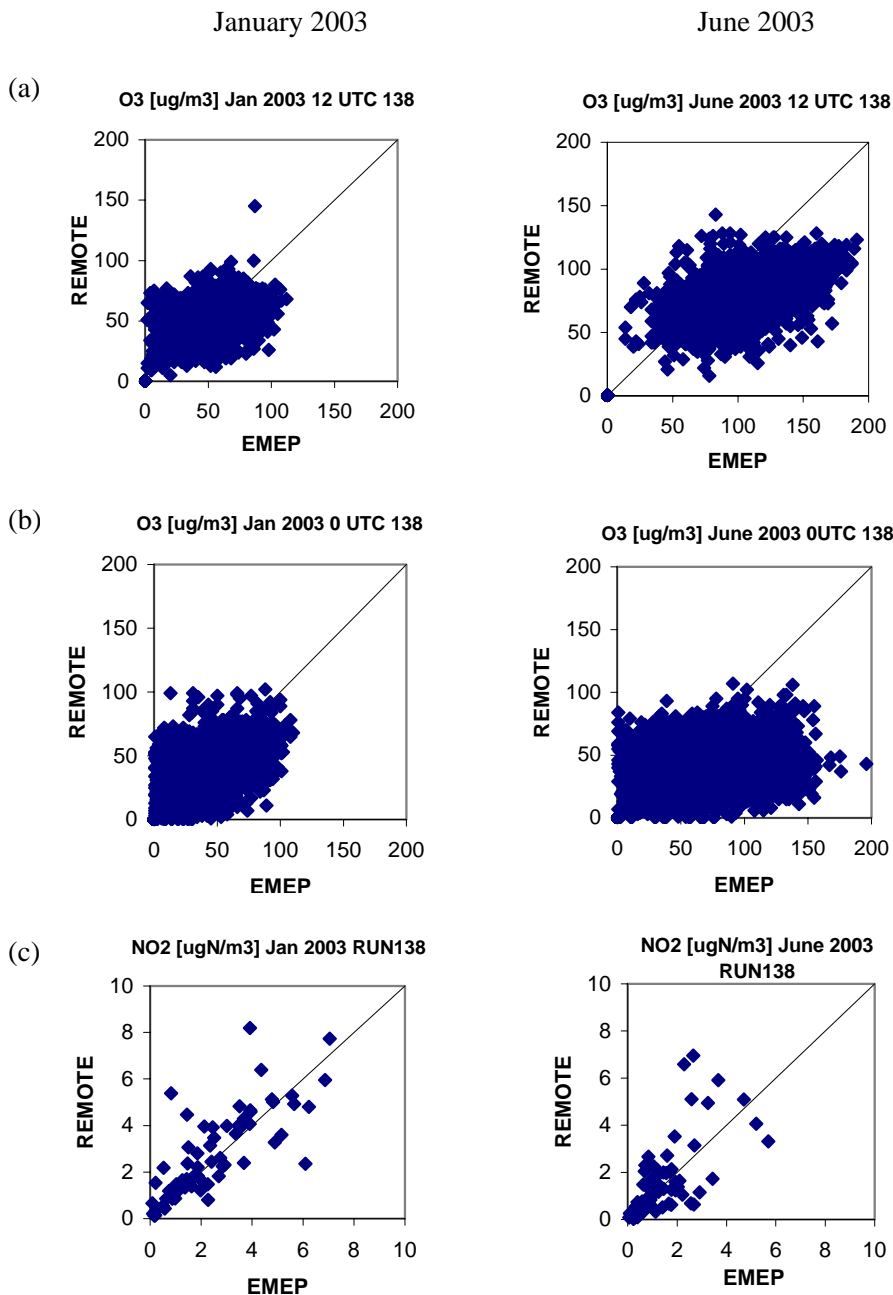 January 2003
June 2003
(a)
O3 [ug/m3] Jan 2003 12 UTC 138
200
150
100
50
0
REMOTE
0 50 100 150 200
EMEP
O3 [ug/m3] June 2003 12 UTC 138
200
150
100
50
0
REMOTE
0 50 100 150 200
EMEP
(b)
O3 [ug/m3] Jan 2003 0 UTC 138
200
150
100
50
0
REMOTE
0 50 100 150 200
EMEP
O3 [ug/m3] June 2003 0UTC 138
200
150
100
50
0
REMOTE
0 50 100 150 200
EMEP
(c)
NO2 [ugN/m3] Jan 2003 RUN138
10
8
6
4
2
0
REMOTE
0 2 4 6 8 10
EMEP
NO2 [ugN/m3] June 2003
RUN138
10
8
6
4
2
0
REMOTE
0 2 4 6 8 10
EMEP